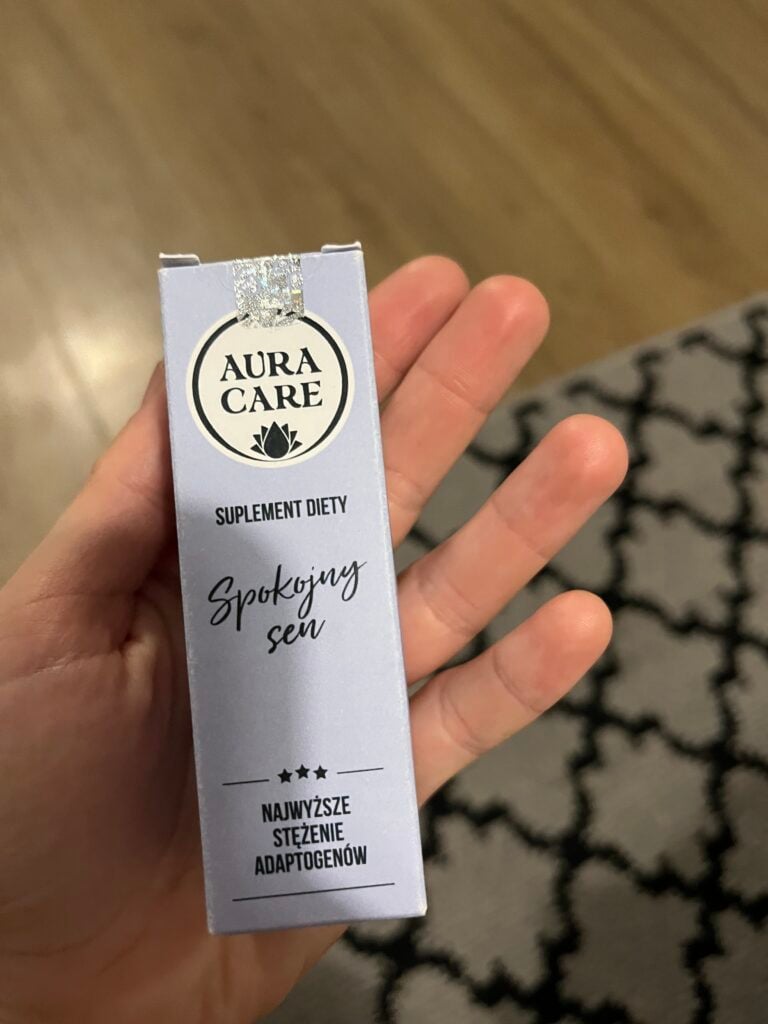 AURA
CARE
SUPLEMENT DIETY
Spokojny
sen
NAJWYŻSZE
STĘŻENIE
ADAPTOGENÓW